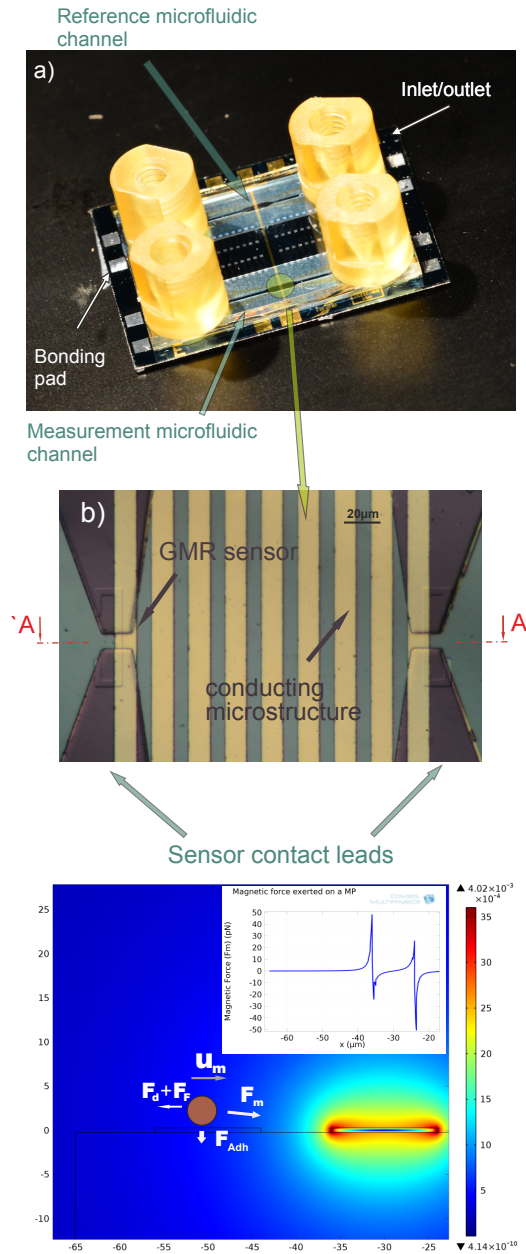 Reference microfluidic
channel
a)
Inlet/outlet
Bonding
pad
Measurement microfluidic
channel
b)
20µm
GMR sensor
`A
A
conducting
microstructure
Sensor contact leads
Magnetic force exerted on a MP
COMSOL
MULTIPHYSICS
Magnetic Force (Fm) (pN)
50
40
30
20
10
0
-10
-20
-30
-40
-50
-60
-50
-40
-30
-20
x (µm)
25
20
15
10
5
0
-5
-10
u_m
F_d+F_F
F_m
F_Adh
-65
-60
-55
-50
-45
-40
-35
-30
-25
▲ 4.02×10⁻³
×10⁻⁴
35
30
25
20
15
10
5
▼ 4.14×10⁻¹⁰